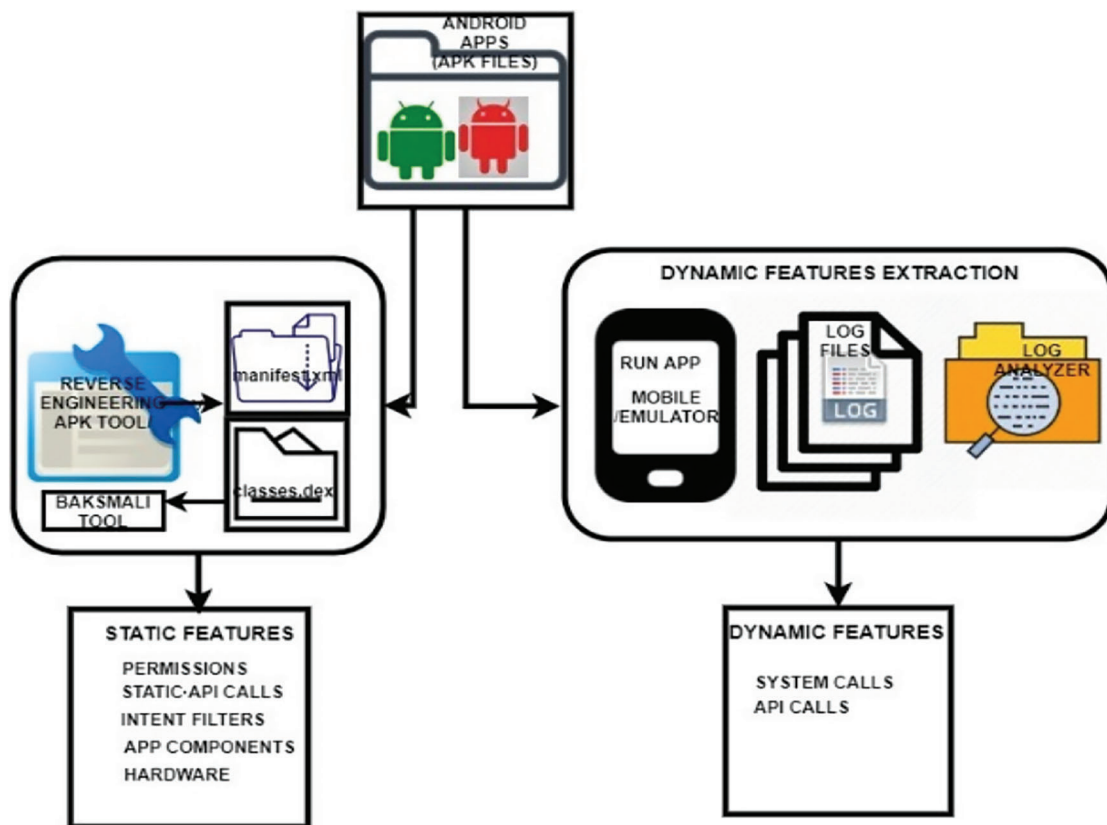 ANDROID
APPS
(APK FILES)
DYNAMIC FEATURES EXTRACTION
REVERSE
ENGINEERING
APK TOOL
manifest.xml
classes.dex
BAKSMALI
TOOL
RUN APP
MOBILE
/EMULATOR
LOG
FILES
LOG
LOG
ANALYZER
STATIC FEATURES
PERMISSIONS
STATIC-API CALLS
INTENT FILTERS
APP COMPONENTS
HARDWARE
DYNAMIC FEATURES
SYSTEM CALLS
API CALLS